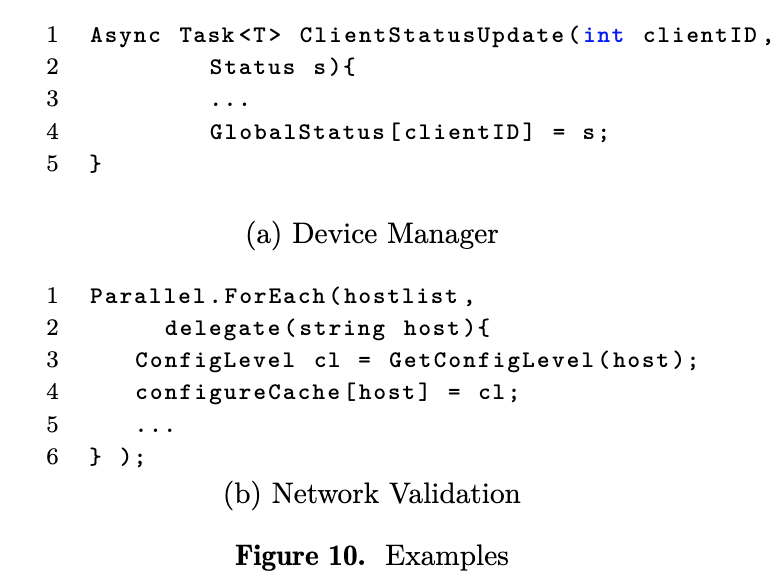 1 Async Task<T> ClientStatusUpdate(int clientID,
2 Status s){
3 ...
4 GlobalStatus[clientID] = s;
5 }
(a) Device Manager
1 Parallel.ForEach(hostlist,
2 delegate(string host){
3 ConfigLevel cl = GetConfigLevel(host);
4 configureCache[host] = cl;
5 ...
6 } );
(b) Network Validation
Figure 10. Examples